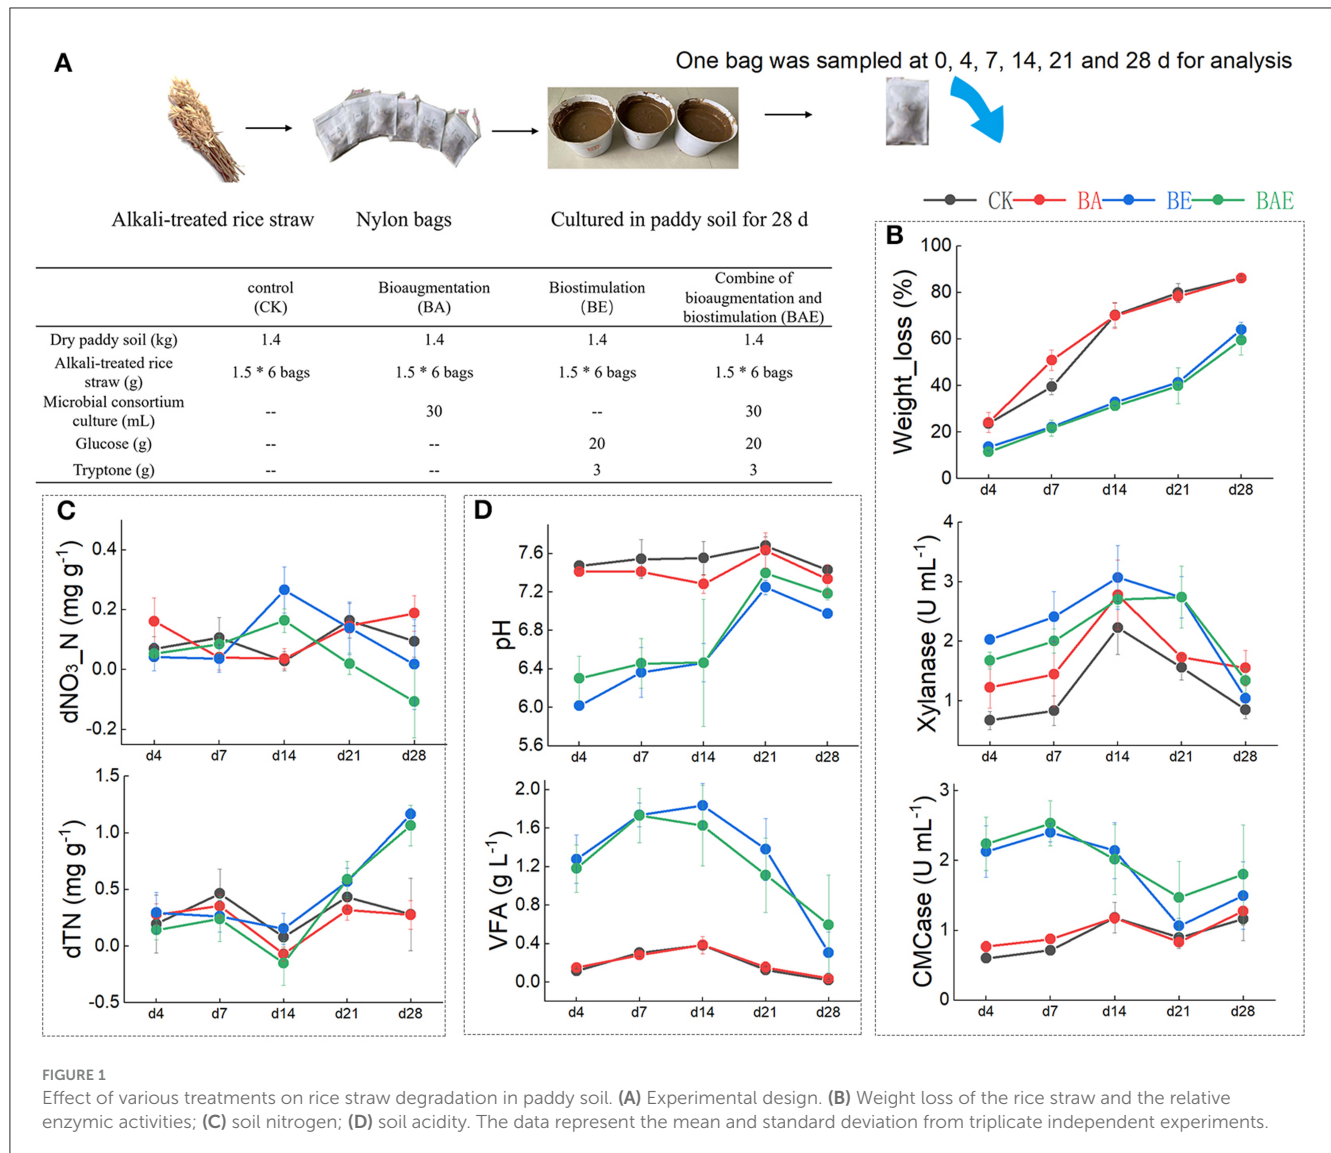 A
One bag was sampled at 0, 4, 7, 14, 21 and 28 d for analysis
Alkali-treated rice straw
Nylon bags
Cultured in paddy soil for 28 d
CK
BA
BE
BAE
control
(CK)
Bioaugmentation
(BA)
Biostimulation
(BE)
Combine of
bioaugmentation and
biostimulation (BAE)
Dry paddy soil (kg) 1.4 1.4 1.4 1.4
Alkali-treated rice
straw (g)
1.5 * 6 bags 1.5 * 6 bags 1.5 * 6 bags 1.5 * 6 bags
Microbial consortium
culture (mL)
-- 30 -- 30
Glucose (g) -- -- 20 20
Tryptone (g) -- -- 3 3
B
Weight_loss (%)
100
80
60
40
20
0
d4 d7 d14 d21 d28
Xylanase (U mL-1)
4
3
2
1
d4 d7 d14 d21 d28
CMCase (U mL-1)
3
2
1
0
d4 d7 d14 d21 d28
C
dNO3_N (mg g-1)
0.4
0.2
0.0
-0.2
d4 d7 d14 d21 d28
dTN (mg g-1)
1.5
1.0
0.5
0.0
-0.5
d4 d7 d14 d21 d28
D
pH
7.6
7.2
6.8
6.4
6.0
5.6
d4 d7 d14 d21 d28
VFA (g L-1)
2.0
1.6
1.2
0.8
0.4
0.0
d4 d7 d14 d21 d28
FIGURE 1
Effect of various treatments on rice straw degradation in paddy soil. (A) Experimental design. (B) Weight loss of the rice straw and the relative
enzymic activities; (C) soil nitrogen; (D) soil acidity. The data represent the mean and standard deviation from triplicate independent experiments.